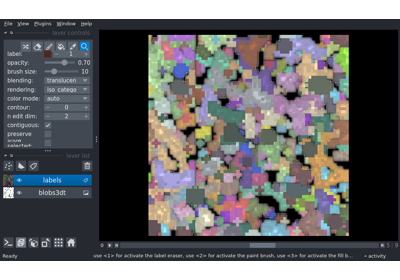 File View Plugins Window Help
layer controls
label: 1
opacity: 0.70
brush size: 10
blending: translucen
rendering: iso_catego
color mode: auto
contour: 0
n edit dim: 2
contiguous:
preserve
selected:
layer list
labels
blobs3dt
Ready
use <1> for activate the label eraser, use <2> for activate the paint brush, use <3> for activate the fill b...
activity